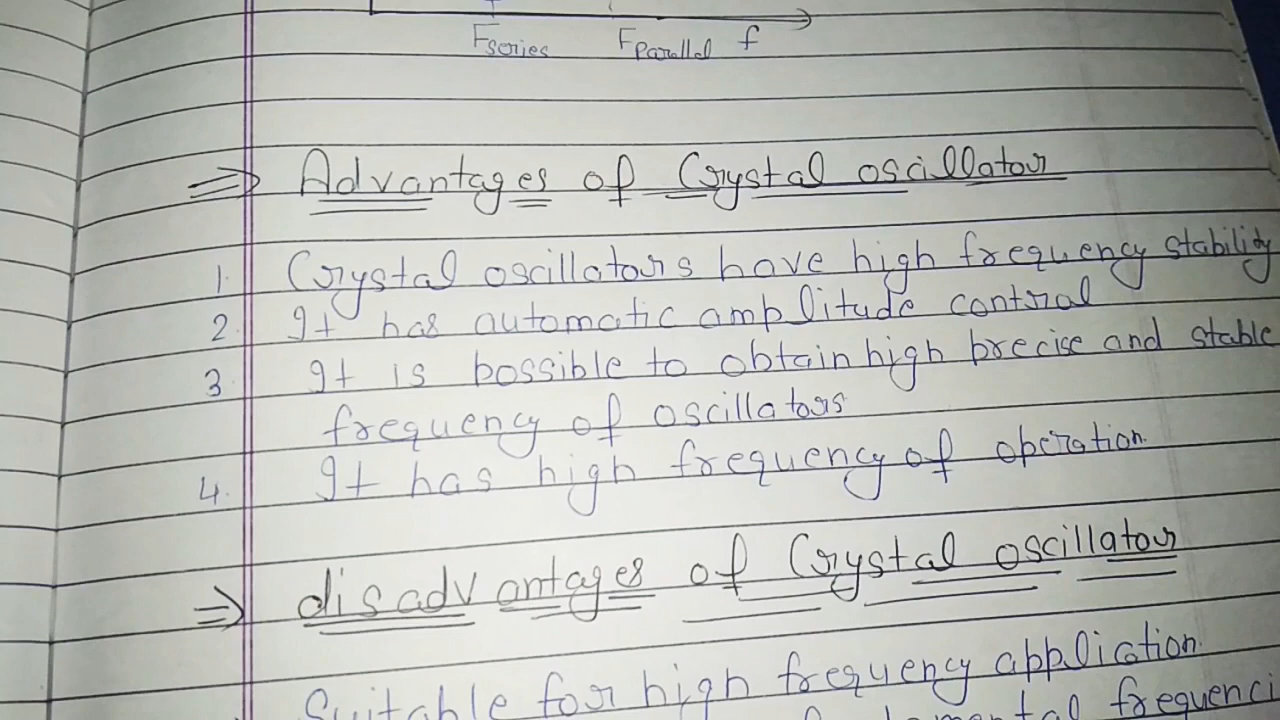 Fseries Fparallel f
⇒ Advantages of Crystal oscillator
1. Crystal oscillators have high frequency stability
2. It has automatic amplitude control
3 It is possible to obtain high precise and stable
frequency of oscillators
4. It has high frequency of operation.
⇒ disadvantages of Crystal oscillator
Suitable for high frequency application.
frequenci